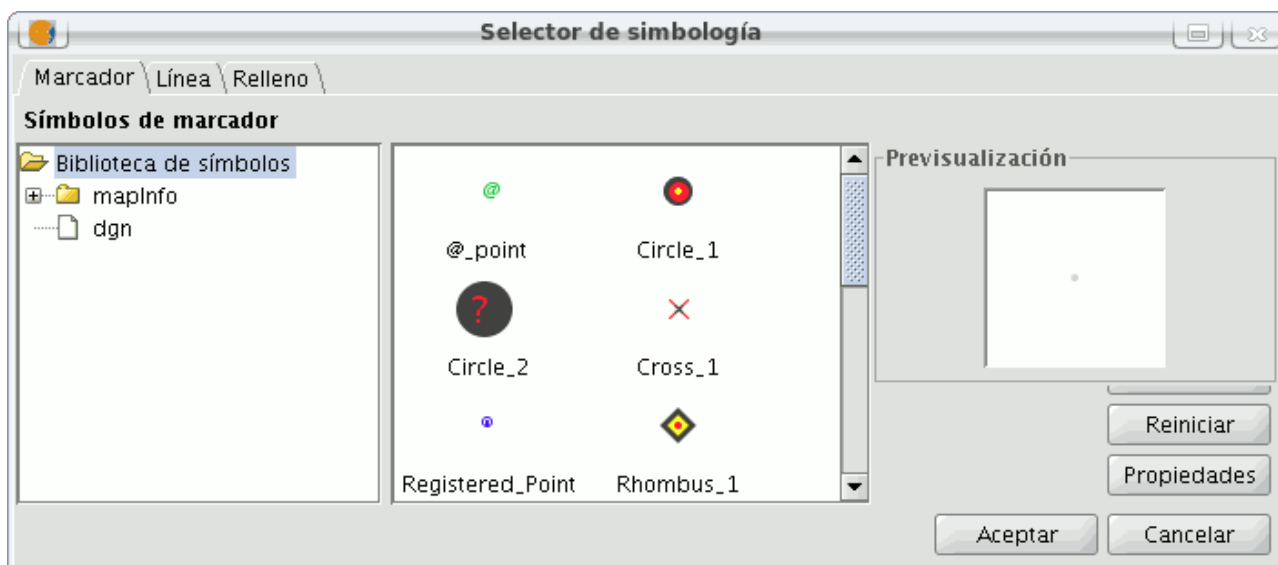 Selector de simbología
Marcador
Línea
Relleno
Símbolos de marcador
Biblioteca de símbolos
mapInfo
dgn
@
@_point
Circle_1
?
Circle_2
Cross_1
Registered_Point
Rhombus_1
Previsualización
Reiniciar
Propiedades
Aceptar
Cancelar